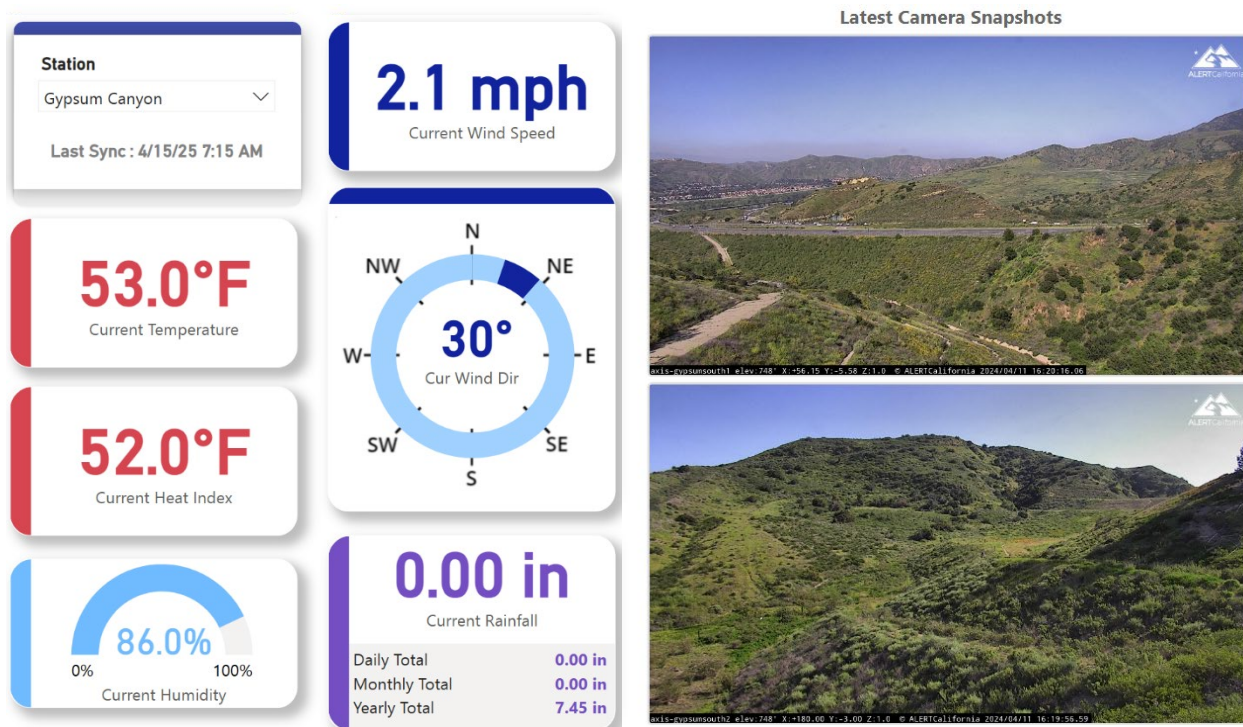 Station
Gypsum Canyon
Last Sync : 4/15/25 7:15 AM
53.0°F
Current Temperature
52.0°F
Current Heat Index
86.0%
0%
100%
Current Humidity
2.1 mph
Current Wind Speed
N
NE
E
SE
S
SW
W
NW
30°
Cur Wind Dir
0.00 in
Current Rainfall
Daily Total 0.00 in
Monthly Total 0.00 in
Yearly Total 7.45 in
Latest Camera Snapshots
ALERTCalifornia
axis-gypsumsouth1 elev:748' X:+56.15 Y:-5.58 Z:1.0 © ALERTCalifornia 2024/04/11 16:20:16.06
ALERTCalifornia
axis-gypsumsouth2 elev:748' X:+180.00 Y:-3.00 Z:1.0 © ALERTCalifornia 2024/04/11 16:19:56.59